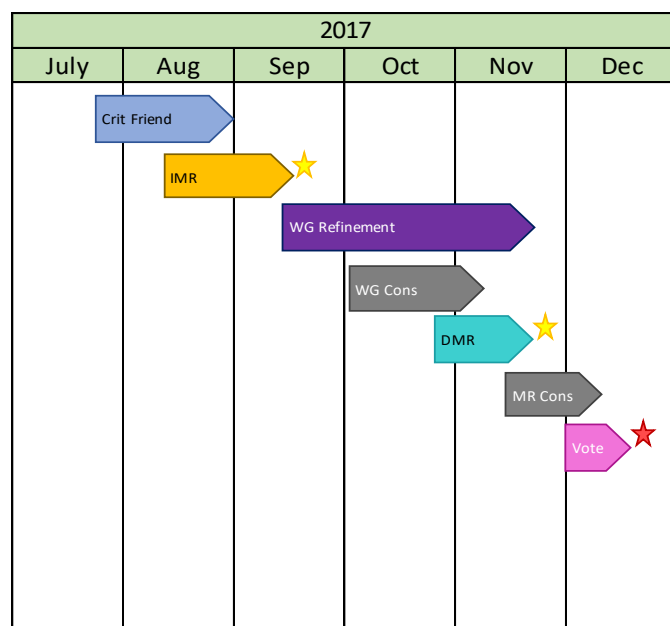 2017
July Aug Sep Oct Nov Dec
Crit Friend
IMR
WG Refinement
WG Cons
DMR
MR Cons
Vote